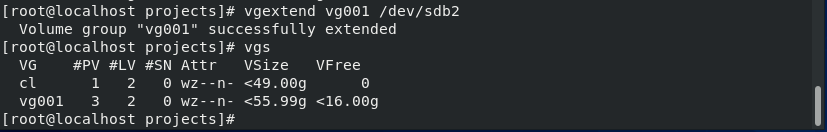 [root@localhost projects]# vgextend vg001 /dev/sdb2
  Volume group "vg001" successfully extended
[root@localhost projects]# vgs
  VG    #PV #LV #SN Attr   VSize   VFree
  cl      1   2   0 wz--n- <49.00g      0
  vg001   3   2   0 wz--n- <55.99g <16.00g
[root@localhost projects]#